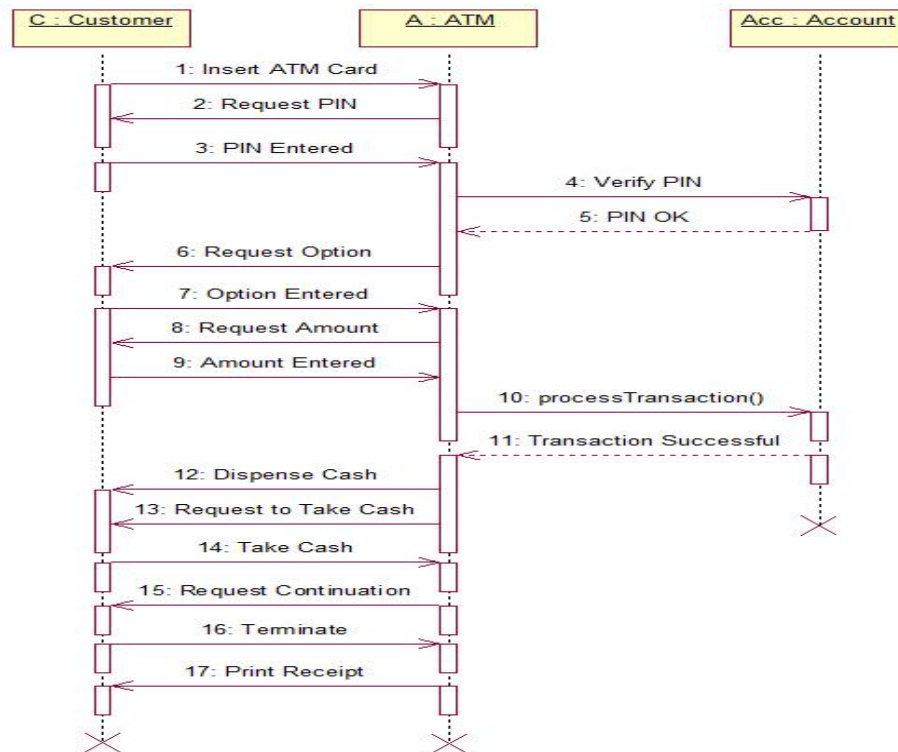 C : Customer
A : ATM
Acc : Account
1: Insert ATM Card
2: Request PIN
3: PIN Entered
4: Verify PIN
5: PIN OK
6: Request Option
7: Option Entered
8: Request Amount
9: Amount Entered
10: processTransaction()
11: Transaction Successful
12: Dispense Cash
13: Request to Take Cash
14: Take Cash
15: Request Continuation
16: Terminate
17: Print Receipt